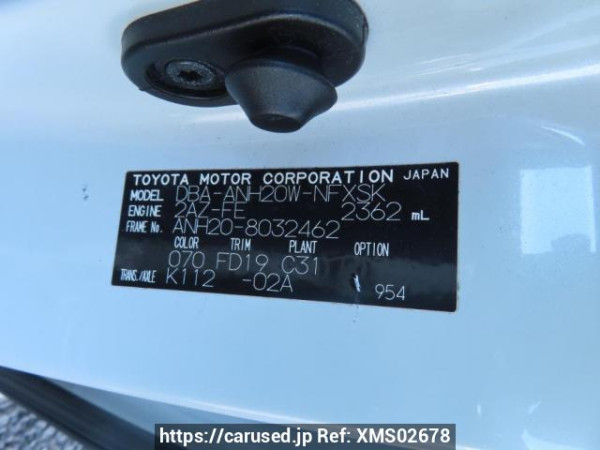 TOYOTA MOTOR CORPORATION JAPAN
MODEL DBA-ANH20W-NFXSK
ENGINE 2AZ-FE 2362 mL
FRAME No. ANH20-8032462
COLOR TRIM PLANT OPTION
070 FD19 C31
TRANS./AXLE K112 -02A 954
https://carused.jp Ref: XMS02678